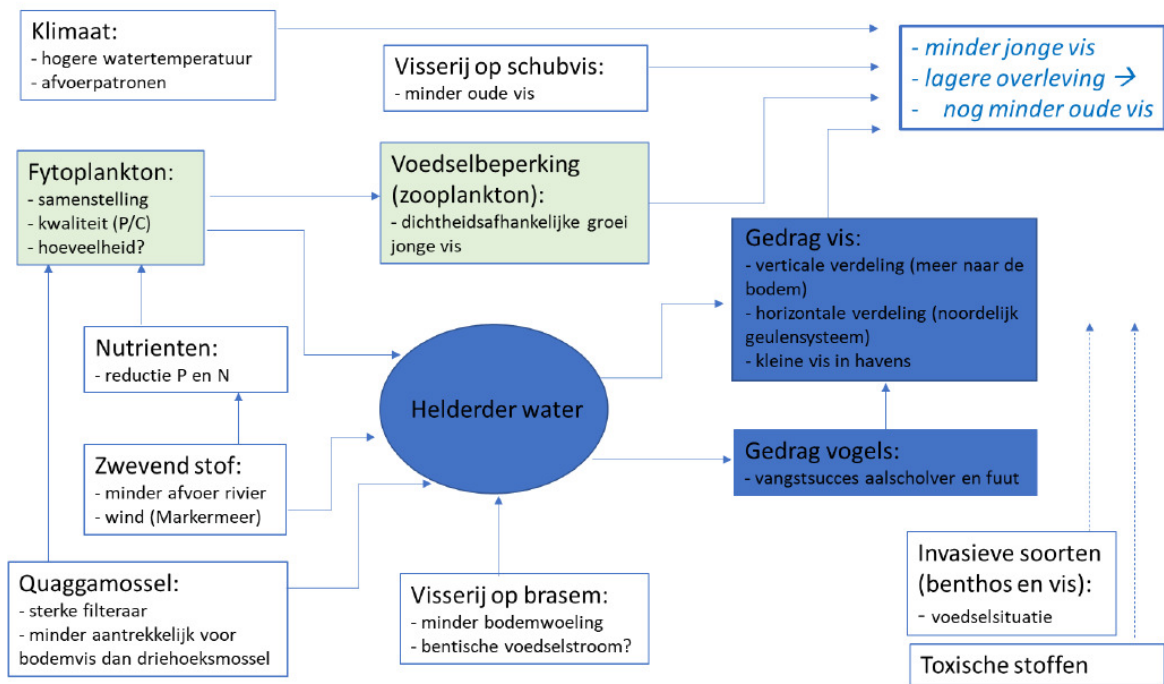 Klimaat:
- hogere watertemperatuur
- afvoerpatronen
Visserij op schubvis:
- minder oude vis
- minder jonge vis
- lagere overleving →
- nog minder oude vis
Fytoplankton:
- samenstelling
- kwaliteit (P/C)
- hoeveelheid?
Voedselbeperking
(zooplankton):
- dichtheidsafhankelijke groei
jonge vis
Gedrag vis:
- verticale verdeling (meer naar de
bodem)
- horizontale verdeling (noordelijk
geulensysteem)
- kleine vis in havens
Nutrienten:
- reductie P en N
Helderder water
Zwevend stof:
- minder afvoer rivier
- wind (Markermeer)
Gedrag vogels:
- vangstsucces aalscholver en fuut
Quaggamossel:
- sterke filteraar
- minder aantrekkelijk voor
bodemvis dan driehoeksmossel
Visserij op brasem:
- minder bodemwoeling
- bentische voedselstroom?
Invasieve soorten
(benthos en vis):
- voedselsituatie
Toxische stoffen